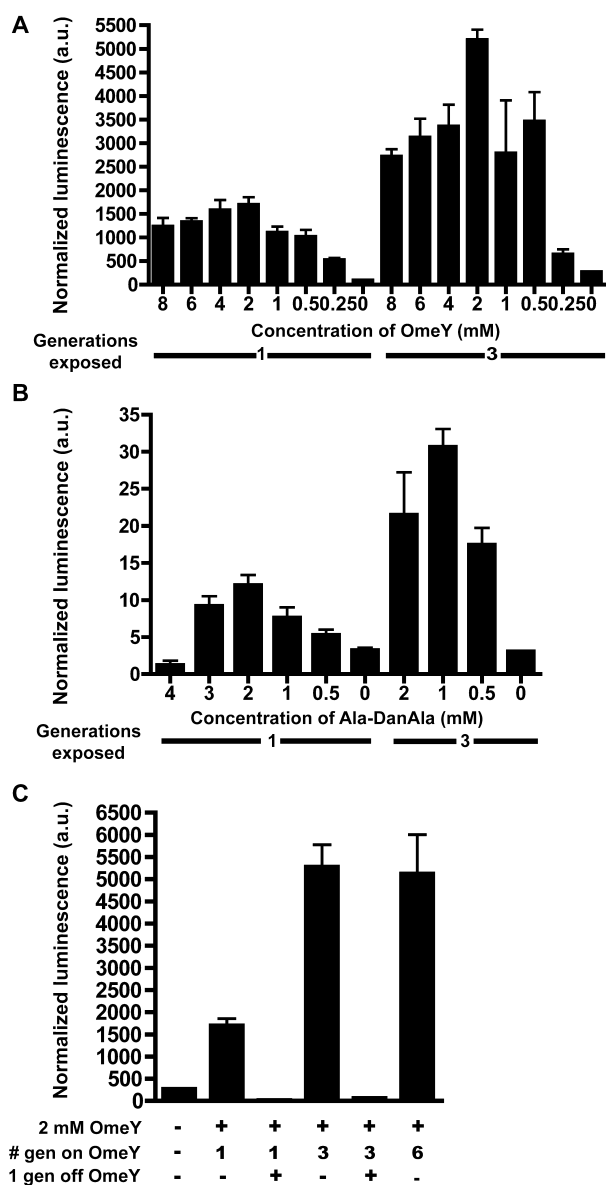 A
Normalized luminescence (a.u.)
5500
5000
4500
4000
3500
3000
2500
2000
1500
1000
500
0
8 6 4 2 1 0.5 0.25 0 8 6 4 2 1 0.5 0.25 0
Concentration of OmeY (mM)
Generations exposed
1 3
B
Normalized luminescence (a.u.)
35
30
25
20
15
10
5
0
4 3 2 1 0.5 0 2 1 0.5 0
Concentration of Ala-DanAla (mM)
Generations exposed
1 3
C
Normalized luminescence (a.u.)
6500
6000
5500
5000
4500
4000
3500
3000
2500
2000
1500
1000
500
0
2 mM OmeY - + + + + +
# gen on OmeY - 1 1 3 3 6
1 gen off OmeY - - + - + -